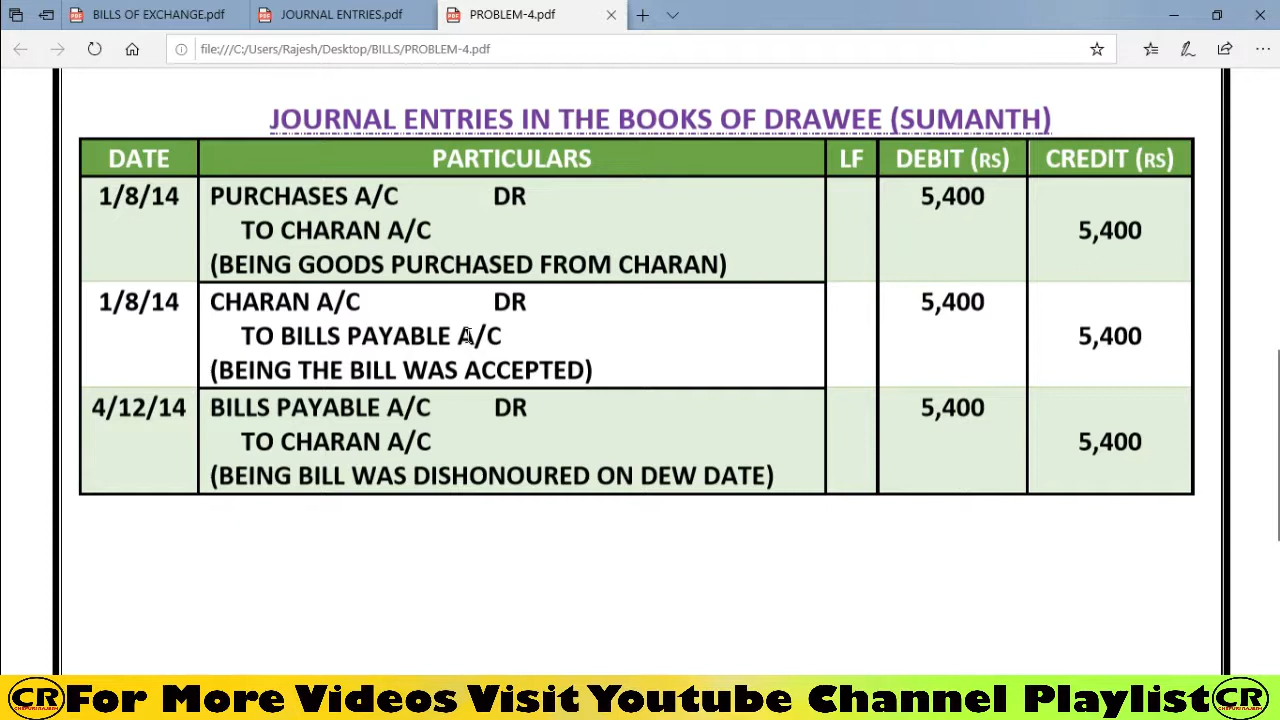 BILLS OF EXCHANGE.pdf JOURNAL ENTRIES.pdf PROBLEM-4.pdf
file:///C:/Users/Rajesh/Desktop/BILLS/PROBLEM-4.pdf
JOURNAL ENTRIES IN THE BOOKS OF DRAWEE (SUMANTH)
DATE PARTICULARS LF DEBIT (RS) CREDIT (RS)
1/8/14 PURCHASES A/C DR 5,400
TO CHARAN A/C 5,400
(BEING GOODS PURCHASED FROM CHARAN)
1/8/14 CHARAN A/C DR 5,400
TO BILLS PAYABLE A/C 5,400
(BEING THE BILL WAS ACCEPTED)
4/12/14 BILLS PAYABLE A/C DR 5,400
TO CHARAN A/C 5,400
(BEING BILL WAS DISHONOURED ON DEW DATE)
CR For More Videos Visit Youtube Channel Playlist CR